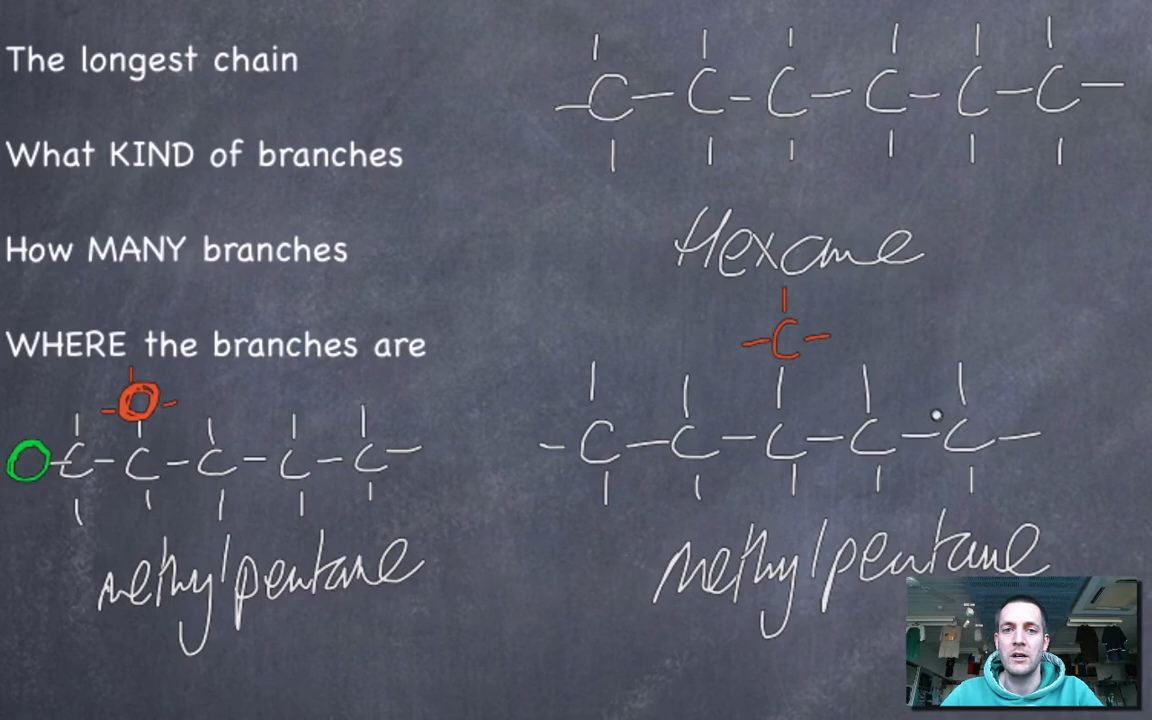 The longest chain
What KIND of branches
How MANY branches
WHERE the branches are
C C C C C C
Hexane
C
C C C C C
methylpentane
C C C C C
methylpentane